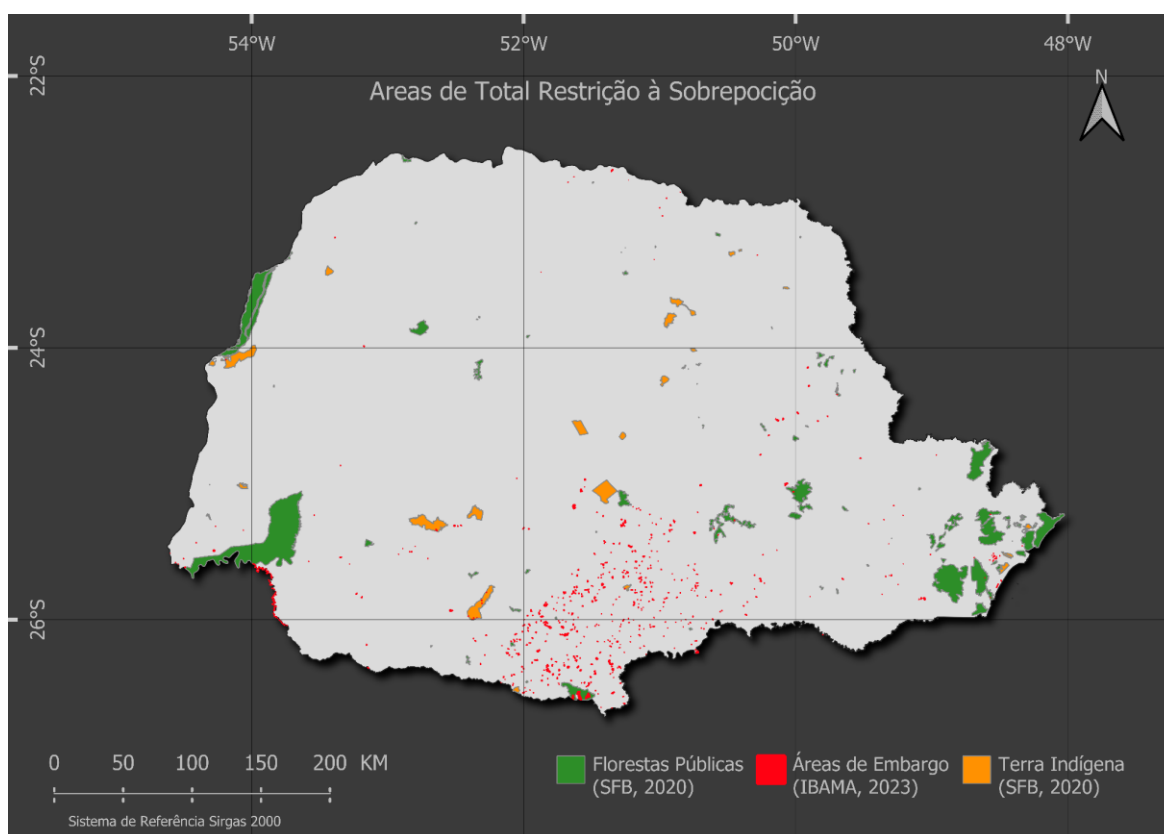 54°W 52°W 50°W 48°W
22°S
Areas de Total Restrição à Sobrepocição
N
24°S
26°S
0 50 100 150 200 KM
Florestas Públicas
(SFB, 2020)
Áreas de Embargo
(IBAMA, 2023)
Terra Indígena
(SFB, 2020)
Sistema de Referência Sirgas 2000